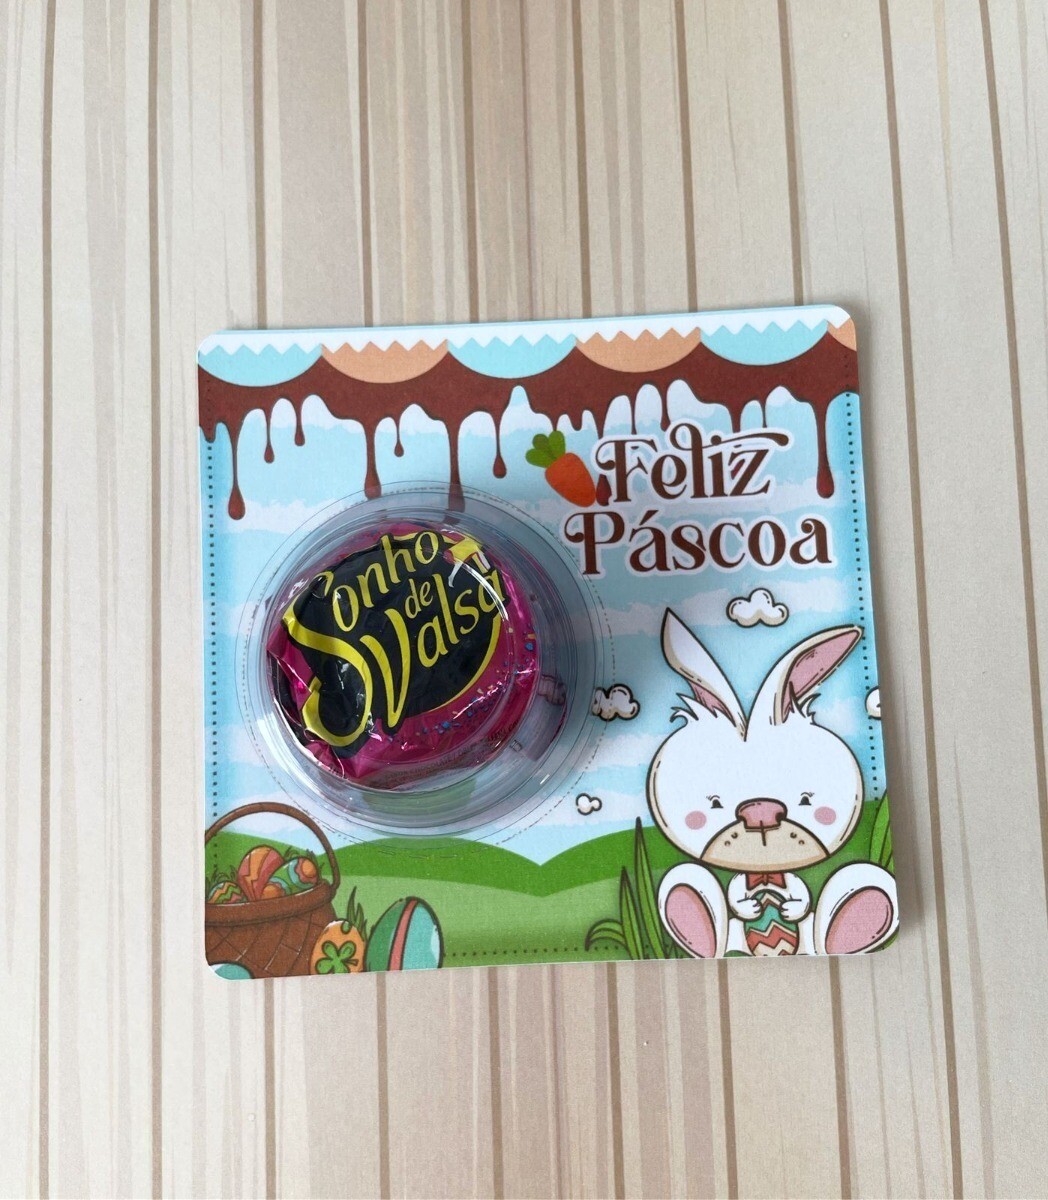 Feliz
Páscoa
Sonho
de
Valsa